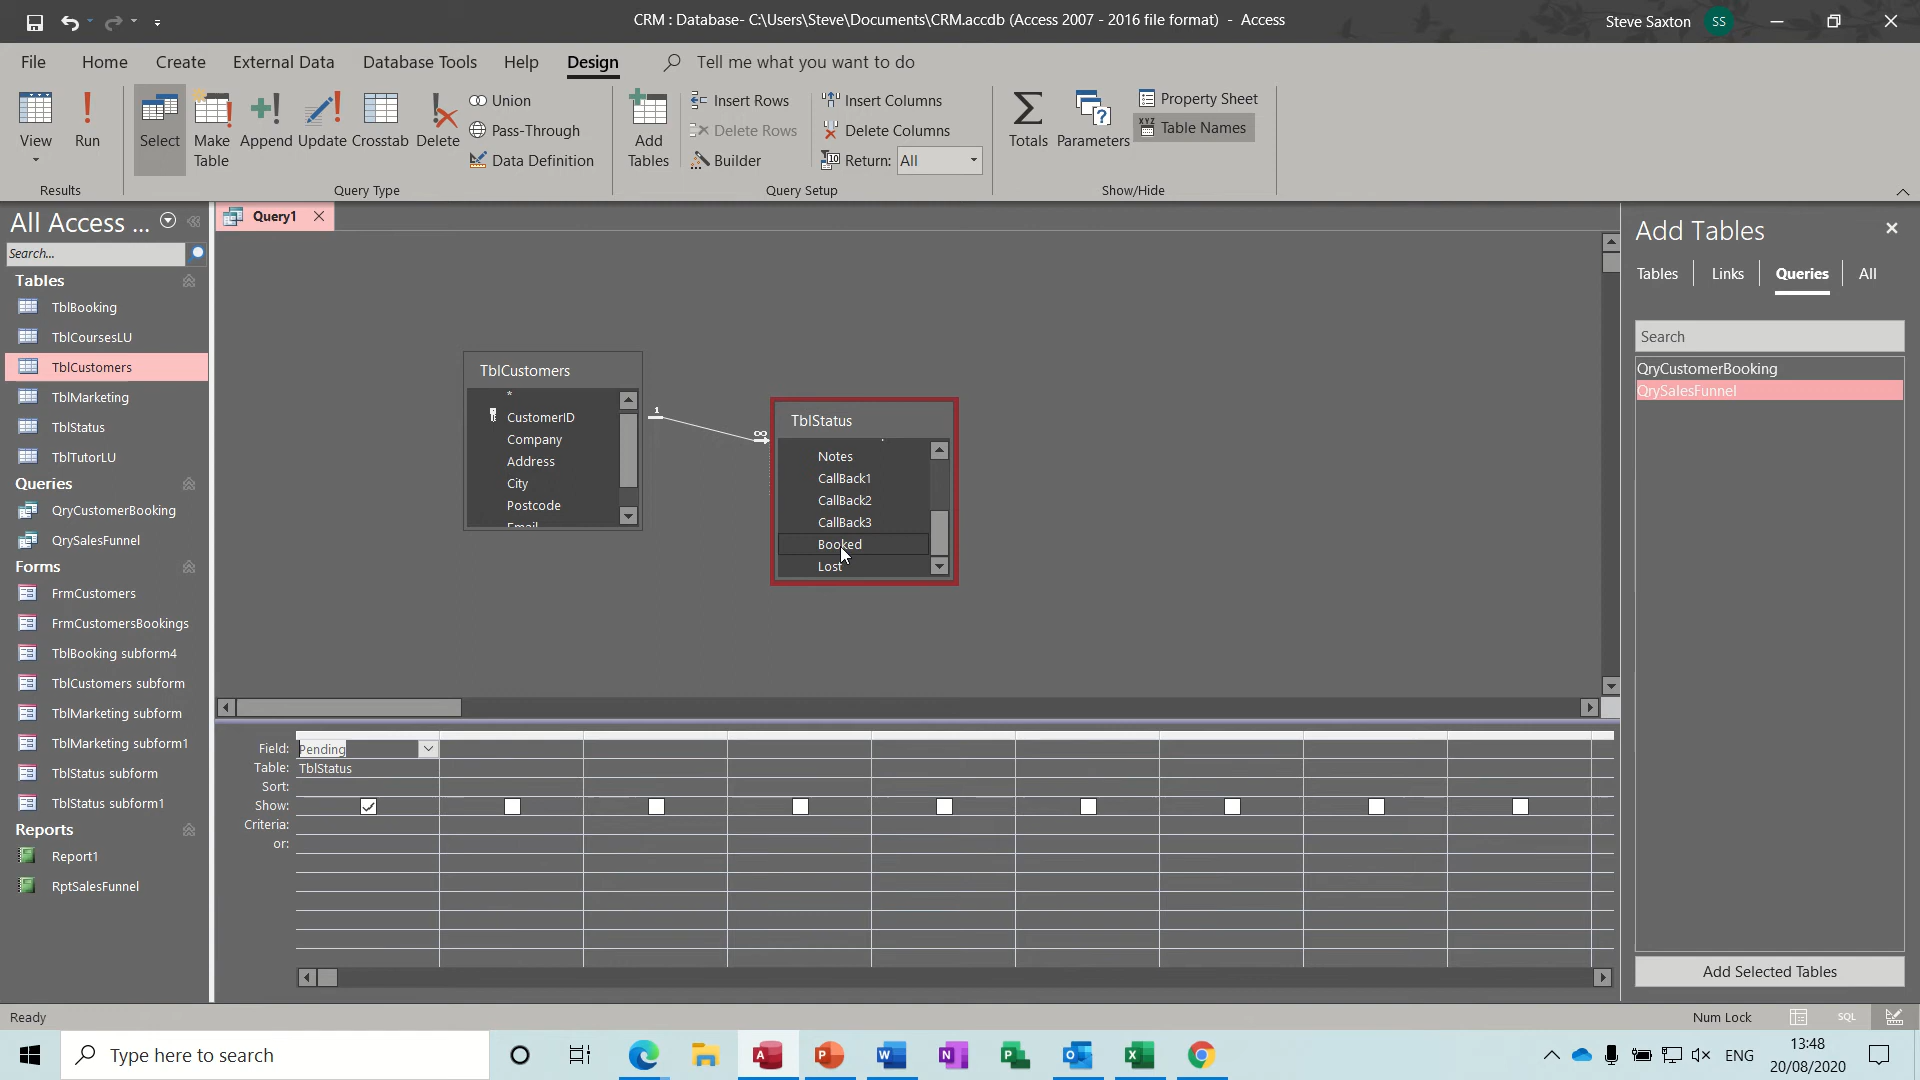 CRM : Database- C:\Users\Steve\Documents\CRM.accdb (Access 2007 - 2016 file format) - Access
Steve Saxton
SS
File
Home
Create
External Data
Database Tools
Help
Design
Tell me what you want to do
View
Run
Results
Select
Make Table
Append
Update
Crosstab
Delete
Union
Pass-Through
Data Definition
Query Type
Add Tables
Insert Rows
Delete Rows
Builder
Insert Columns
Delete Columns
Return: All
Query Setup
Totals
Parameters
Property Sheet
Table Names
Show/Hide
All Access ...
Search...
Tables
TblBooking
TblCoursesLU
TblCustomers
TblMarketing
TblStatus
TblTutorLU
Queries
QryCustomerBooking
QrySalesFunnel
Forms
FrmCustomers
FrmCustomersBookings
TblBooking subform4
TblCustomers subform
TblMarketing subform
TblMarketing subform1
TblStatus subform
TblStatus subform1
Reports
Report1
RptSalesFunnel
Query1
TblCustomers
*
CustomerID
Company
Address
City
Postcode
Email
1
∞
TblStatus
Notes
CallBack1
CallBack2
CallBack3
Booked
Lost
Field: Pending
Table: TblStatus
Sort:
Show:
Criteria:
or:
Add Tables
Tables
Links
Queries
All
Search
QryCustomerBooking
QrySalesFunnel
Add Selected Tables
Ready
Num Lock
SQL
Type here to search
ENG
13:48
20/08/2020